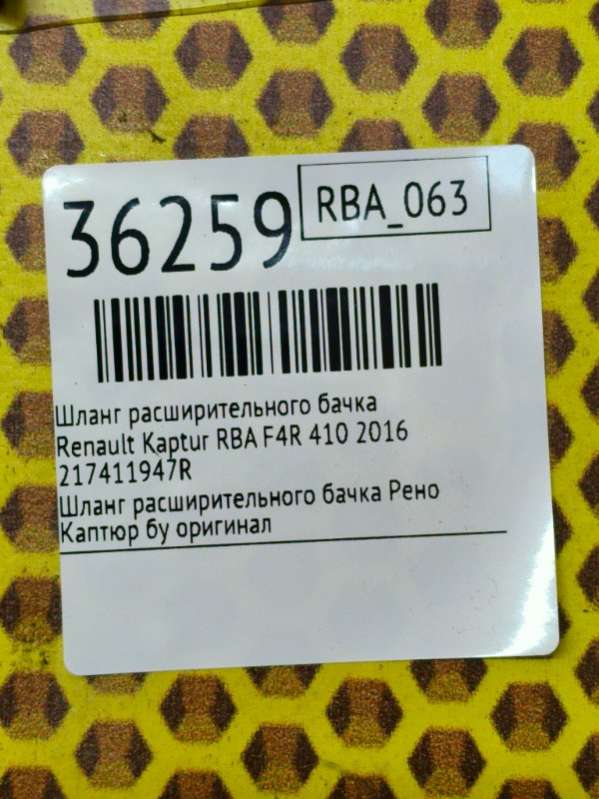 36259
RBA_063
Шланг расширительного бачка
Renault Kaptur RBA F4R 410 2016
217411947R
Шланг расширительного бачка Рено
Каптюр бу оригинал